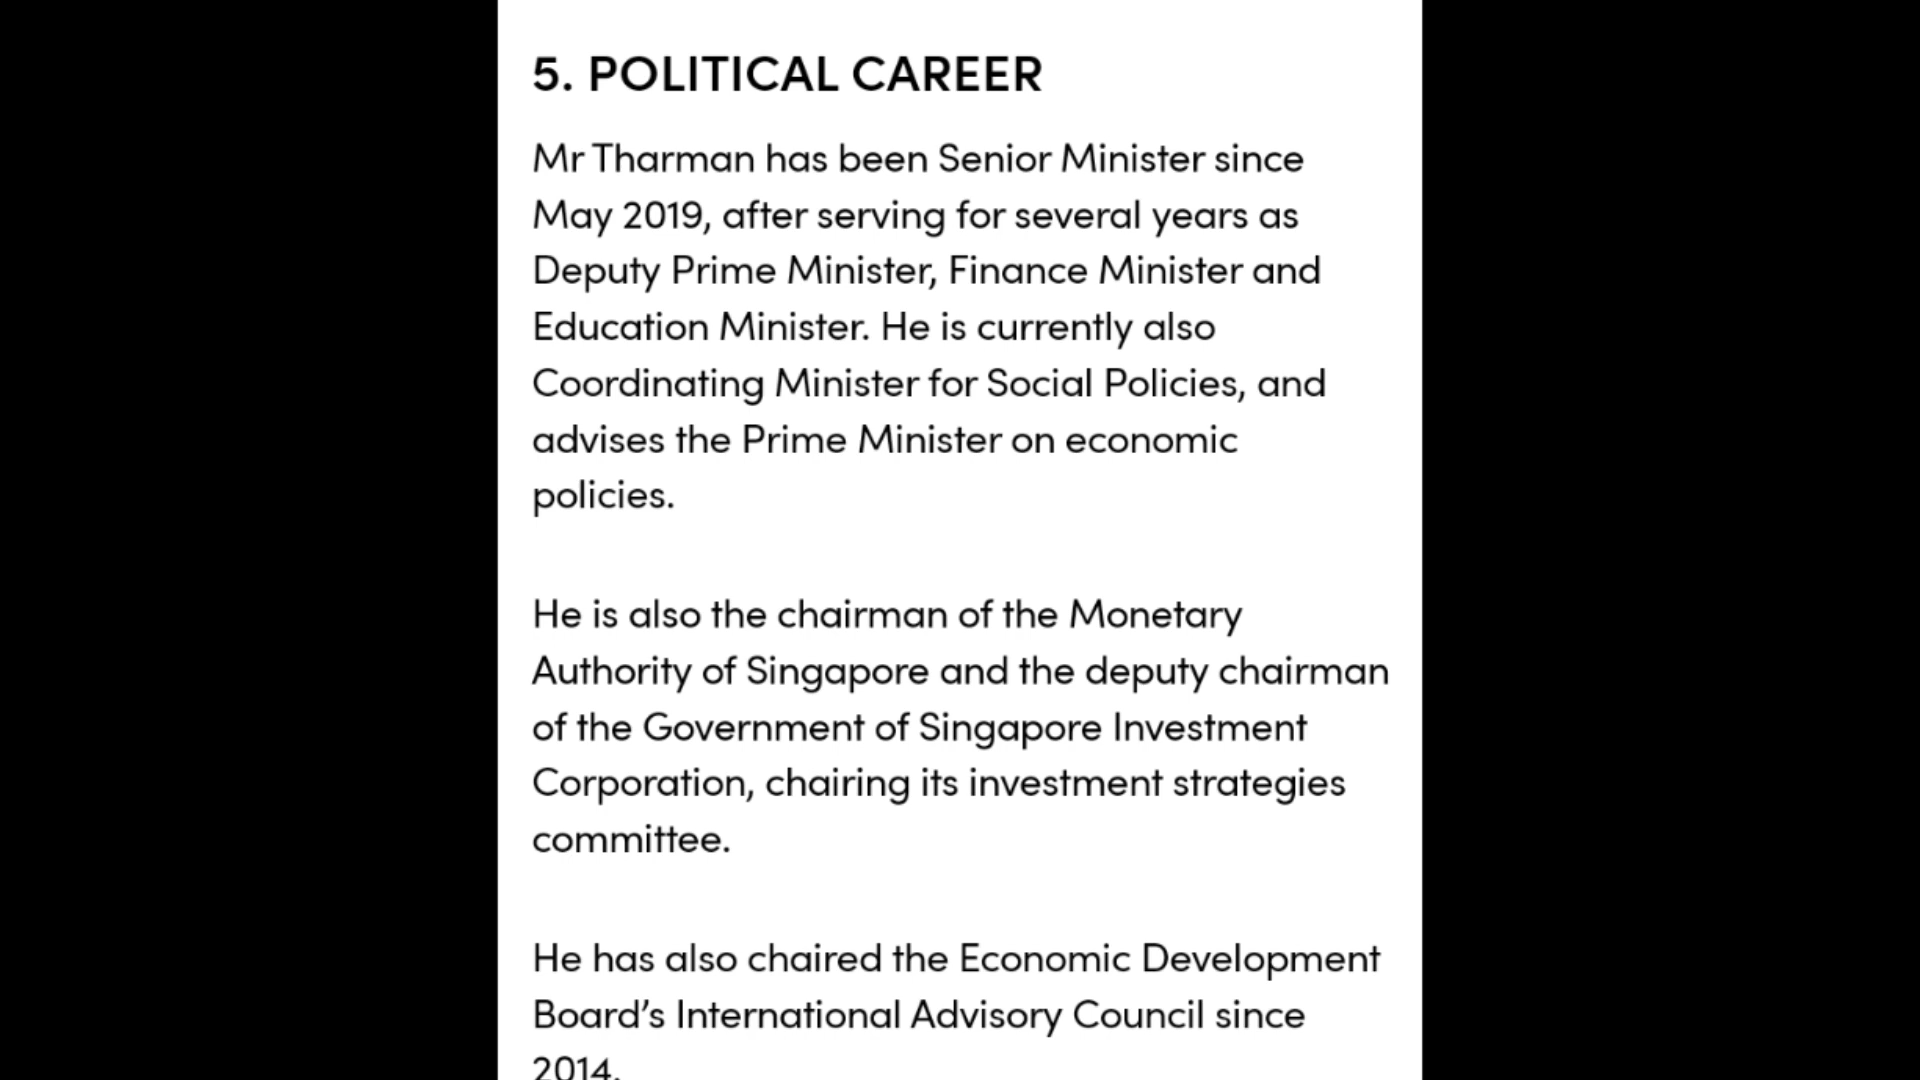 5. POLITICAL CAREER
Mr Tharman has been Senior Minister since
May 2019, after serving for several years as
Deputy Prime Minister, Finance Minister and
Education Minister. He is currently also
Coordinating Minister for Social Policies, and
advises the Prime Minister on economic
policies.
He is also the chairman of the Monetary
Authority of Singapore and the deputy chairman
of the Government of Singapore Investment
Corporation, chairing its investment strategies
committee.
He has also chaired the Economic Development
Board’s International Advisory Council since
2014.